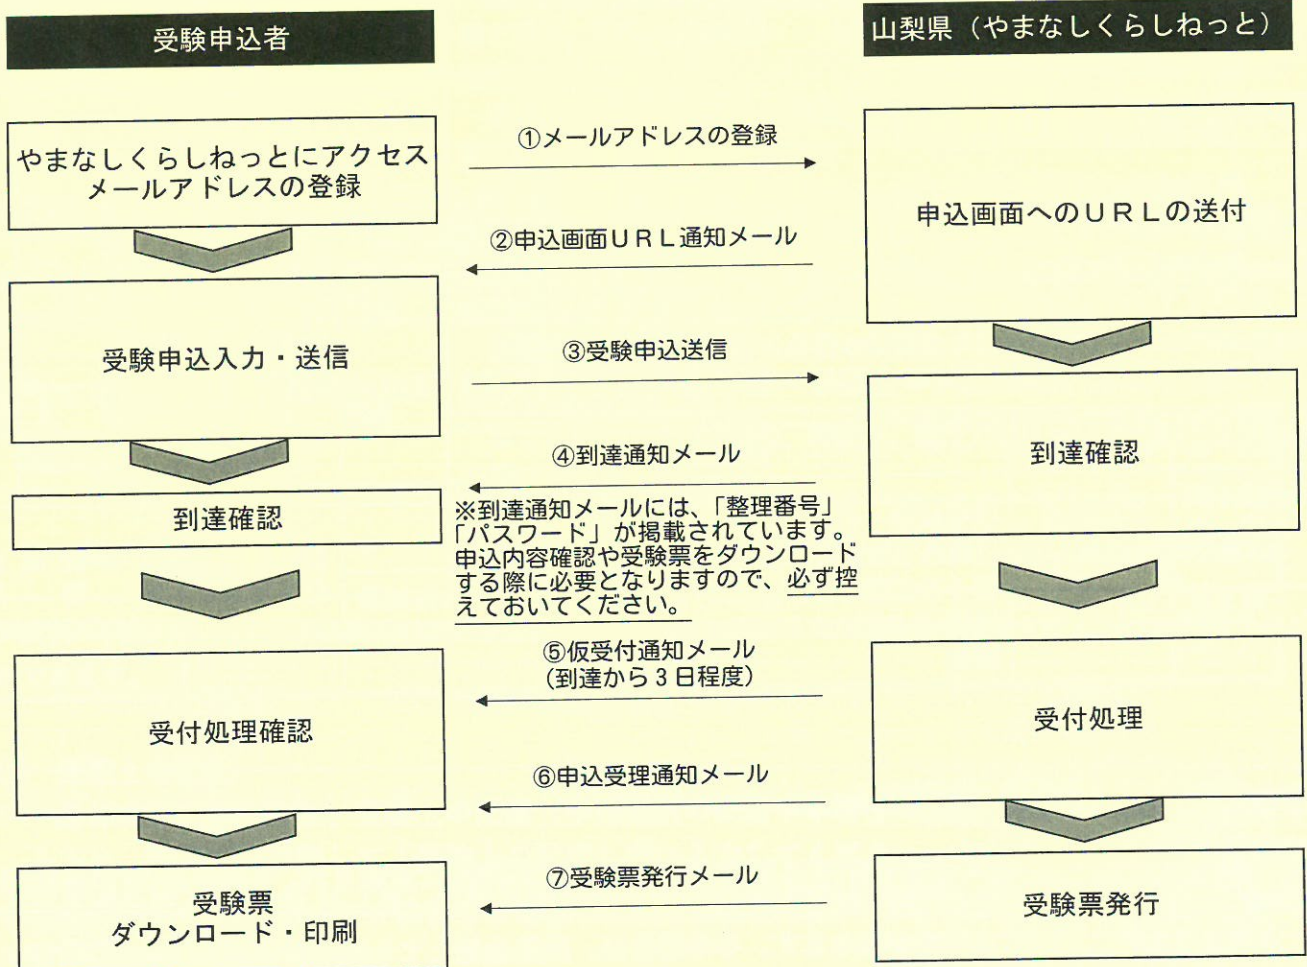 受験申込者
山梨県（やまなしくらしねっと）
やまなしくらしねっとにアクセス
メールアドレスの登録
①メールアドレスの登録
申込画面へのＵＲＬの送付
②申込画面ＵＲＬ通知メール
受験申込入力・送信
③受験申込送信
④到達通知メール
到達確認
到達確認
※到達通知メールには、「整理番号」
「パスワード」が掲載されています。
申込内容確認や受験票をダウンロード
する際に必要となりますので、必ず控
えておいてください。
⑤仮受付通知メール
（到達から３日程度）
受付処理確認
受付処理
⑥申込受理通知メール
⑦受験票発行メール
受験票
ダウンロード・印刷
受験票発行